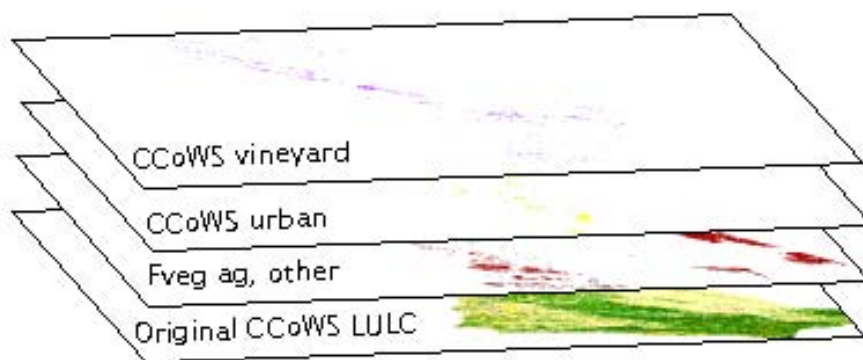 CCoWS vineyard
CCoWS urban
Fveg ag, other
Original CCoWS LULC